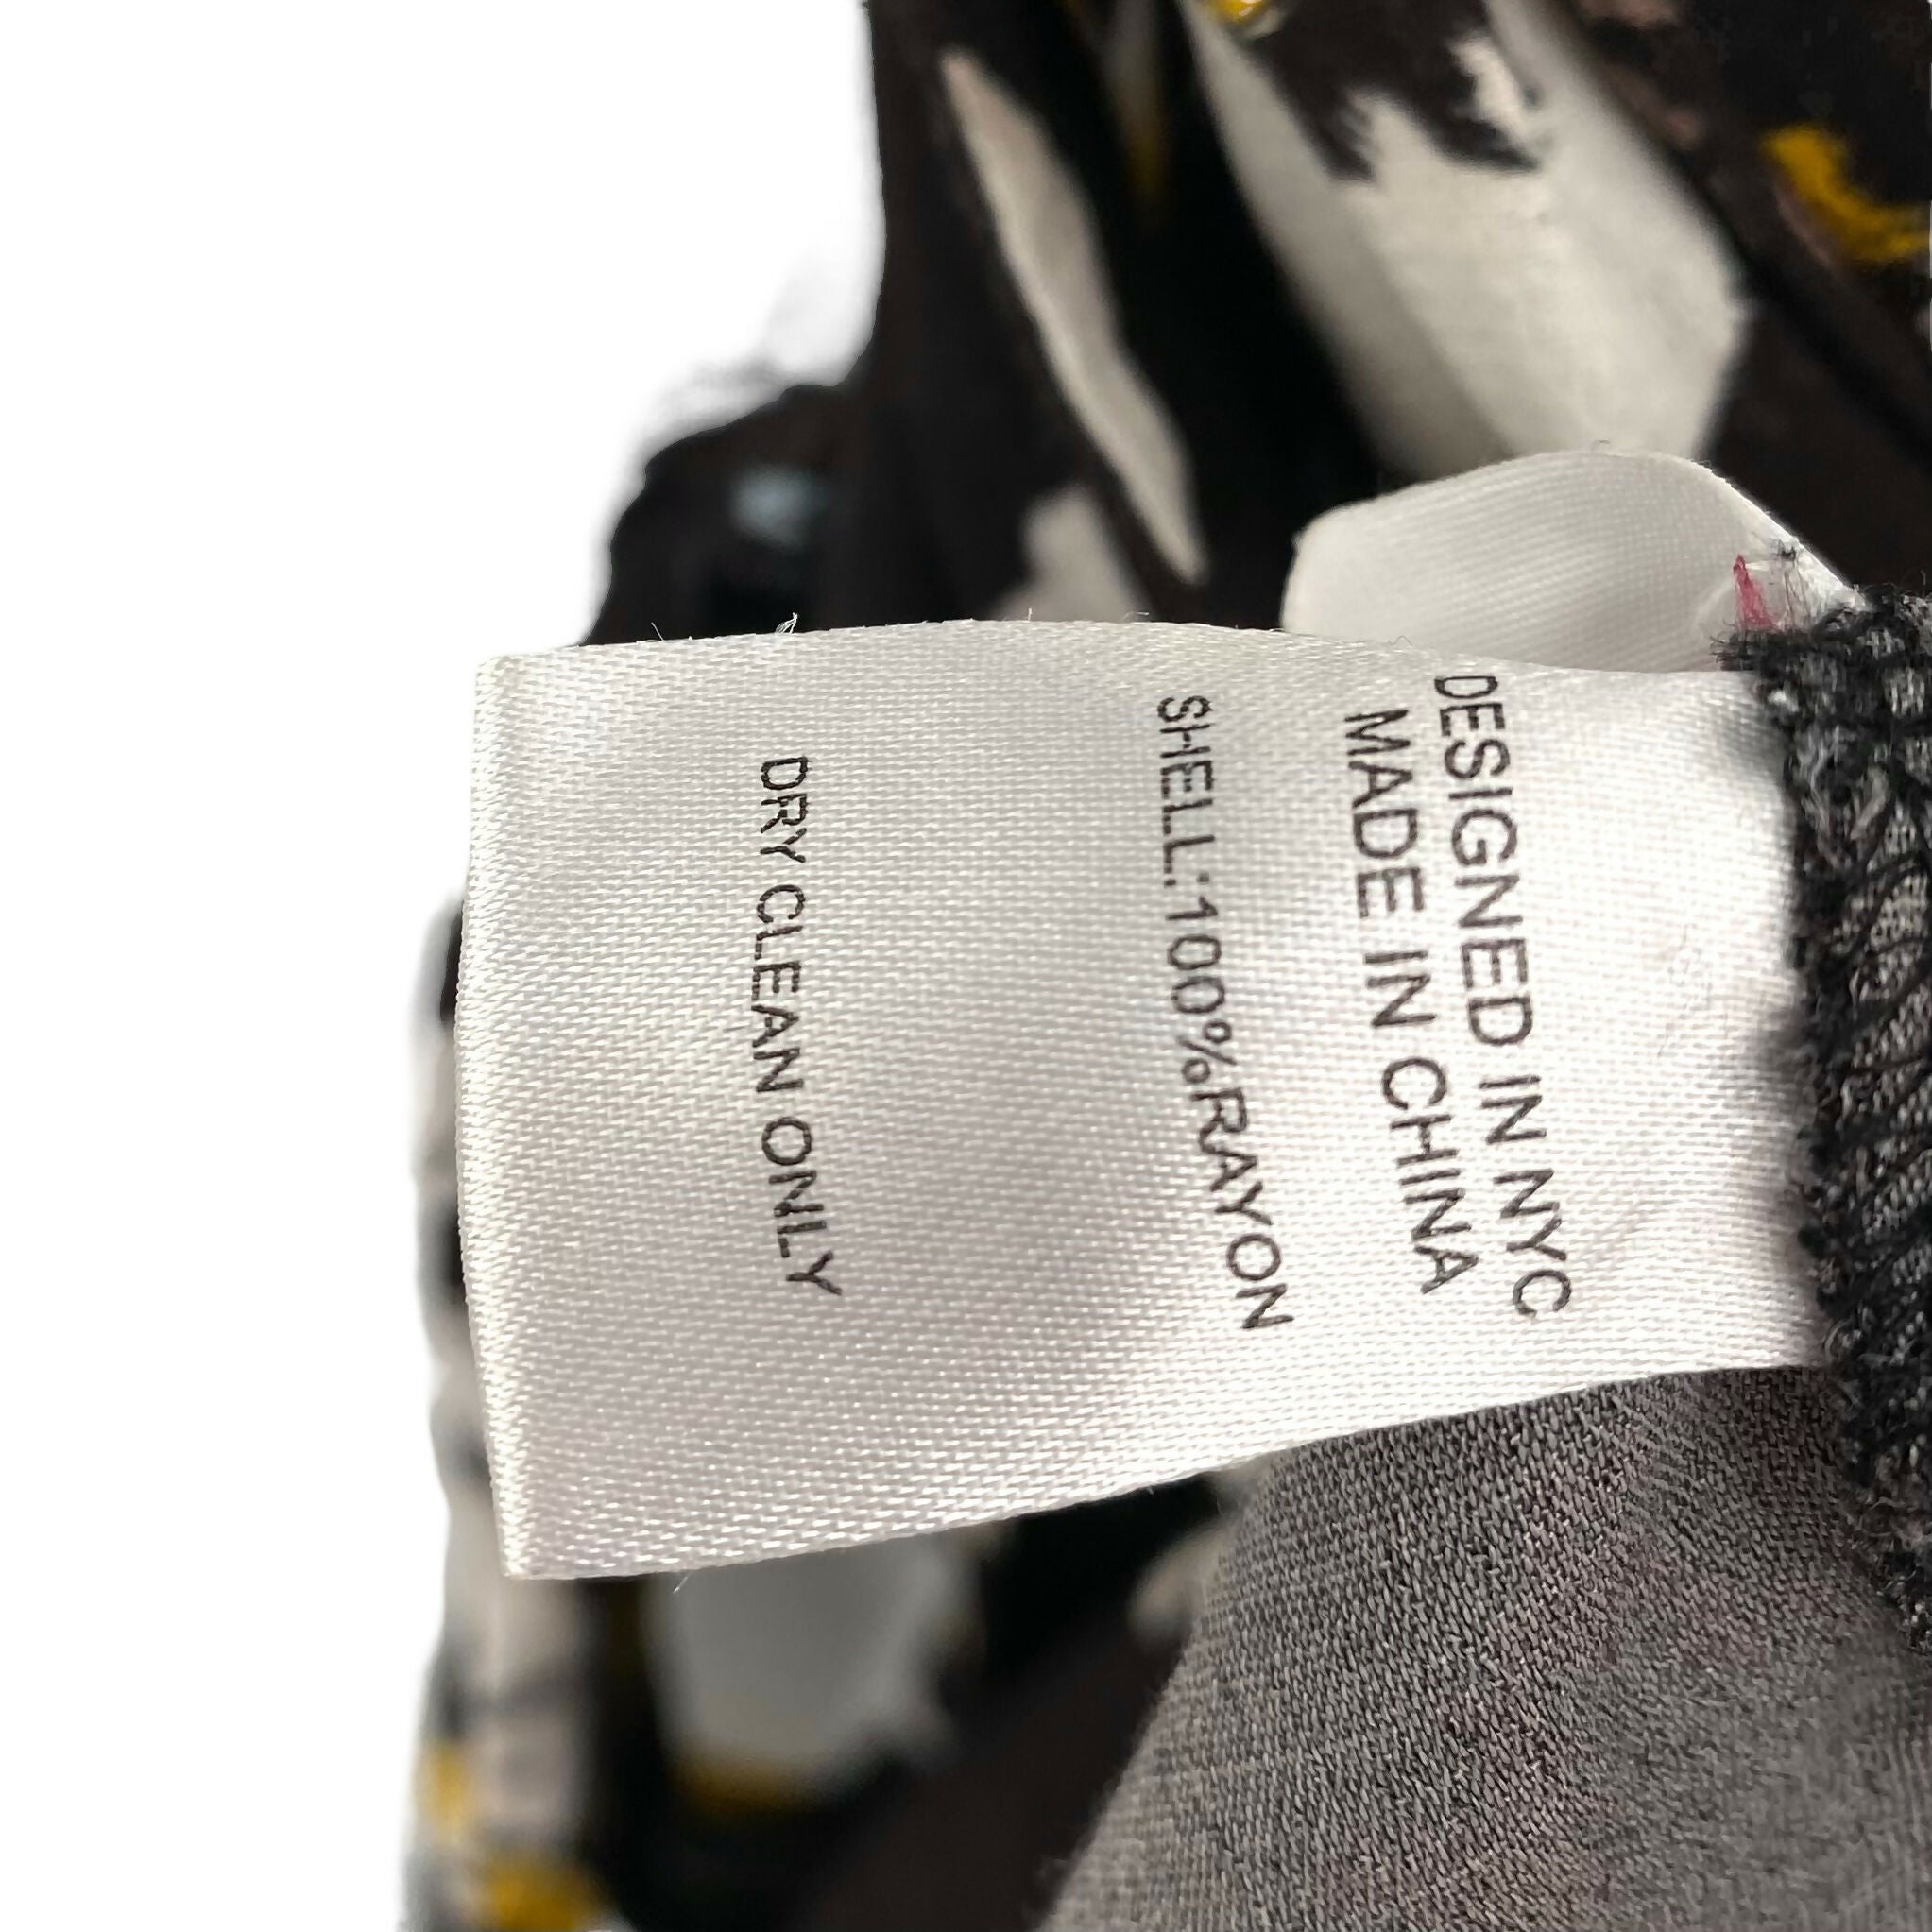 DESIGNED IN NYC
MADE IN CHINA
SHELL:100%RAYON
DRY CLEAN ONLY